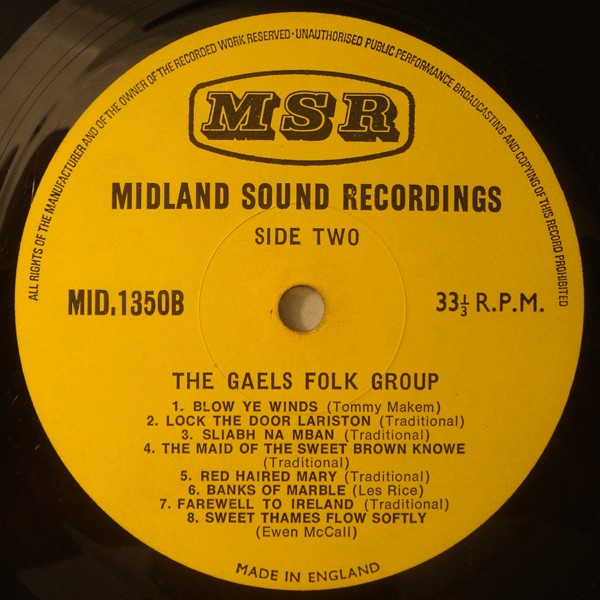 ALL RIGHTS OF THE MANUFACTURER AND OF THE OWNER OF THE RECORDED WORK RESERVED · UNAUTHORISED PUBLIC PERFORMANCE BROADCASTING AND COPYING OF THIS RECORD PROHIBITED
MSR
MIDLAND SOUND RECORDINGS
SIDE TWO
MID.1350B
33⅓ R.P.M.
THE GAELS FOLK GROUP
1. BLOW YE WINDS (Tommy Makem)
2. LOCK THE DOOR LARISTON (Traditional)
3. SLIABH NA MBAN (Traditional)
4. THE MAID OF THE SWEET BROWN KNOWE
(Traditional)
5. RED HAIRED MARY (Traditional)
6. BANKS OF MARBLE (Les Rice)
7. FAREWELL TO IRELAND (Traditional)
8. SWEET THAMES FLOW SOFTLY
(Ewen McCall)
MADE IN ENGLAND